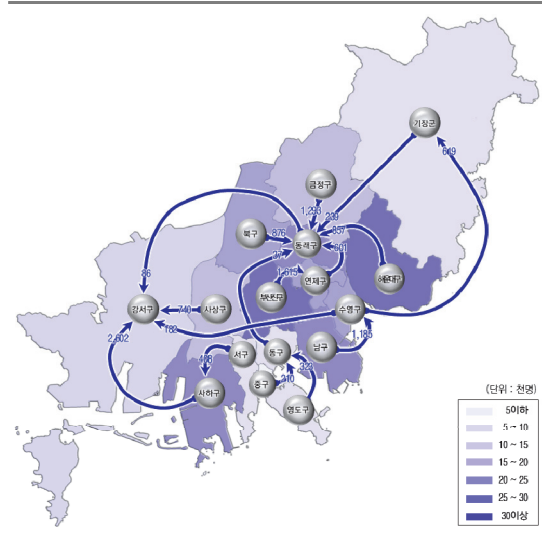 기장군
649
금정구
1,293
239
북구
876
857
동래구
601
27
1,615
연제구
해운대구
부산진구
86
강서구
740
사상구
수영구
782
1,185
2,602
서구
동구
남구
466
323
중구
310
사하구
영도구
(단위 : 천명)
5이하
5 ~ 10
10 ~ 15
15 ~ 20
20 ~ 25
25 ~ 30
30이상